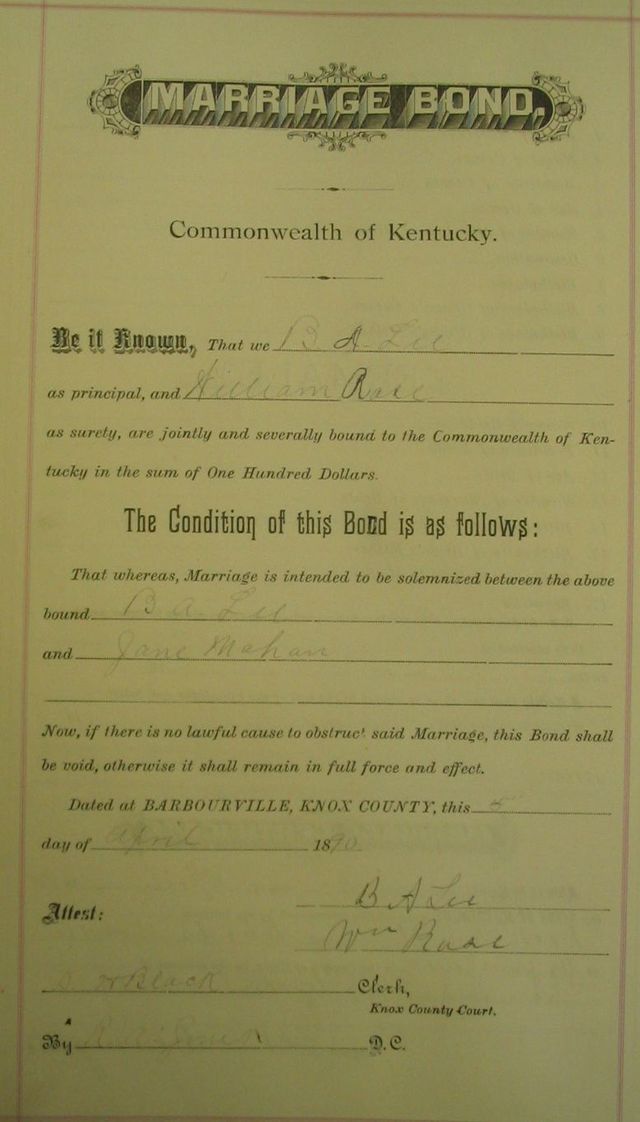 MARRIAGE BOND,
Commonwealth of Kentucky.
Be it Known, That we B A Lee
as principal, and William Rose
as surety, are jointly and severally bound to the Commonwealth of Ken-
tucky in the sum of One Hundred Dollars.
The Condition of this Bond is as follows:
That whereas, Marriage is intended to be solemnized between the above
bound B A Lee
and Jane Mahan
Now, if there is no lawful cause to obstruct said Marriage, this Bond shall
be void, otherwise it shall remain in full force and effect.
Dated at BARBOURVILLE, KNOX COUNTY, this 5
day of April 1890.
B A Lee
Attest:
Wm Rose
Black Clerk,
Knox County Court.
By D. C.